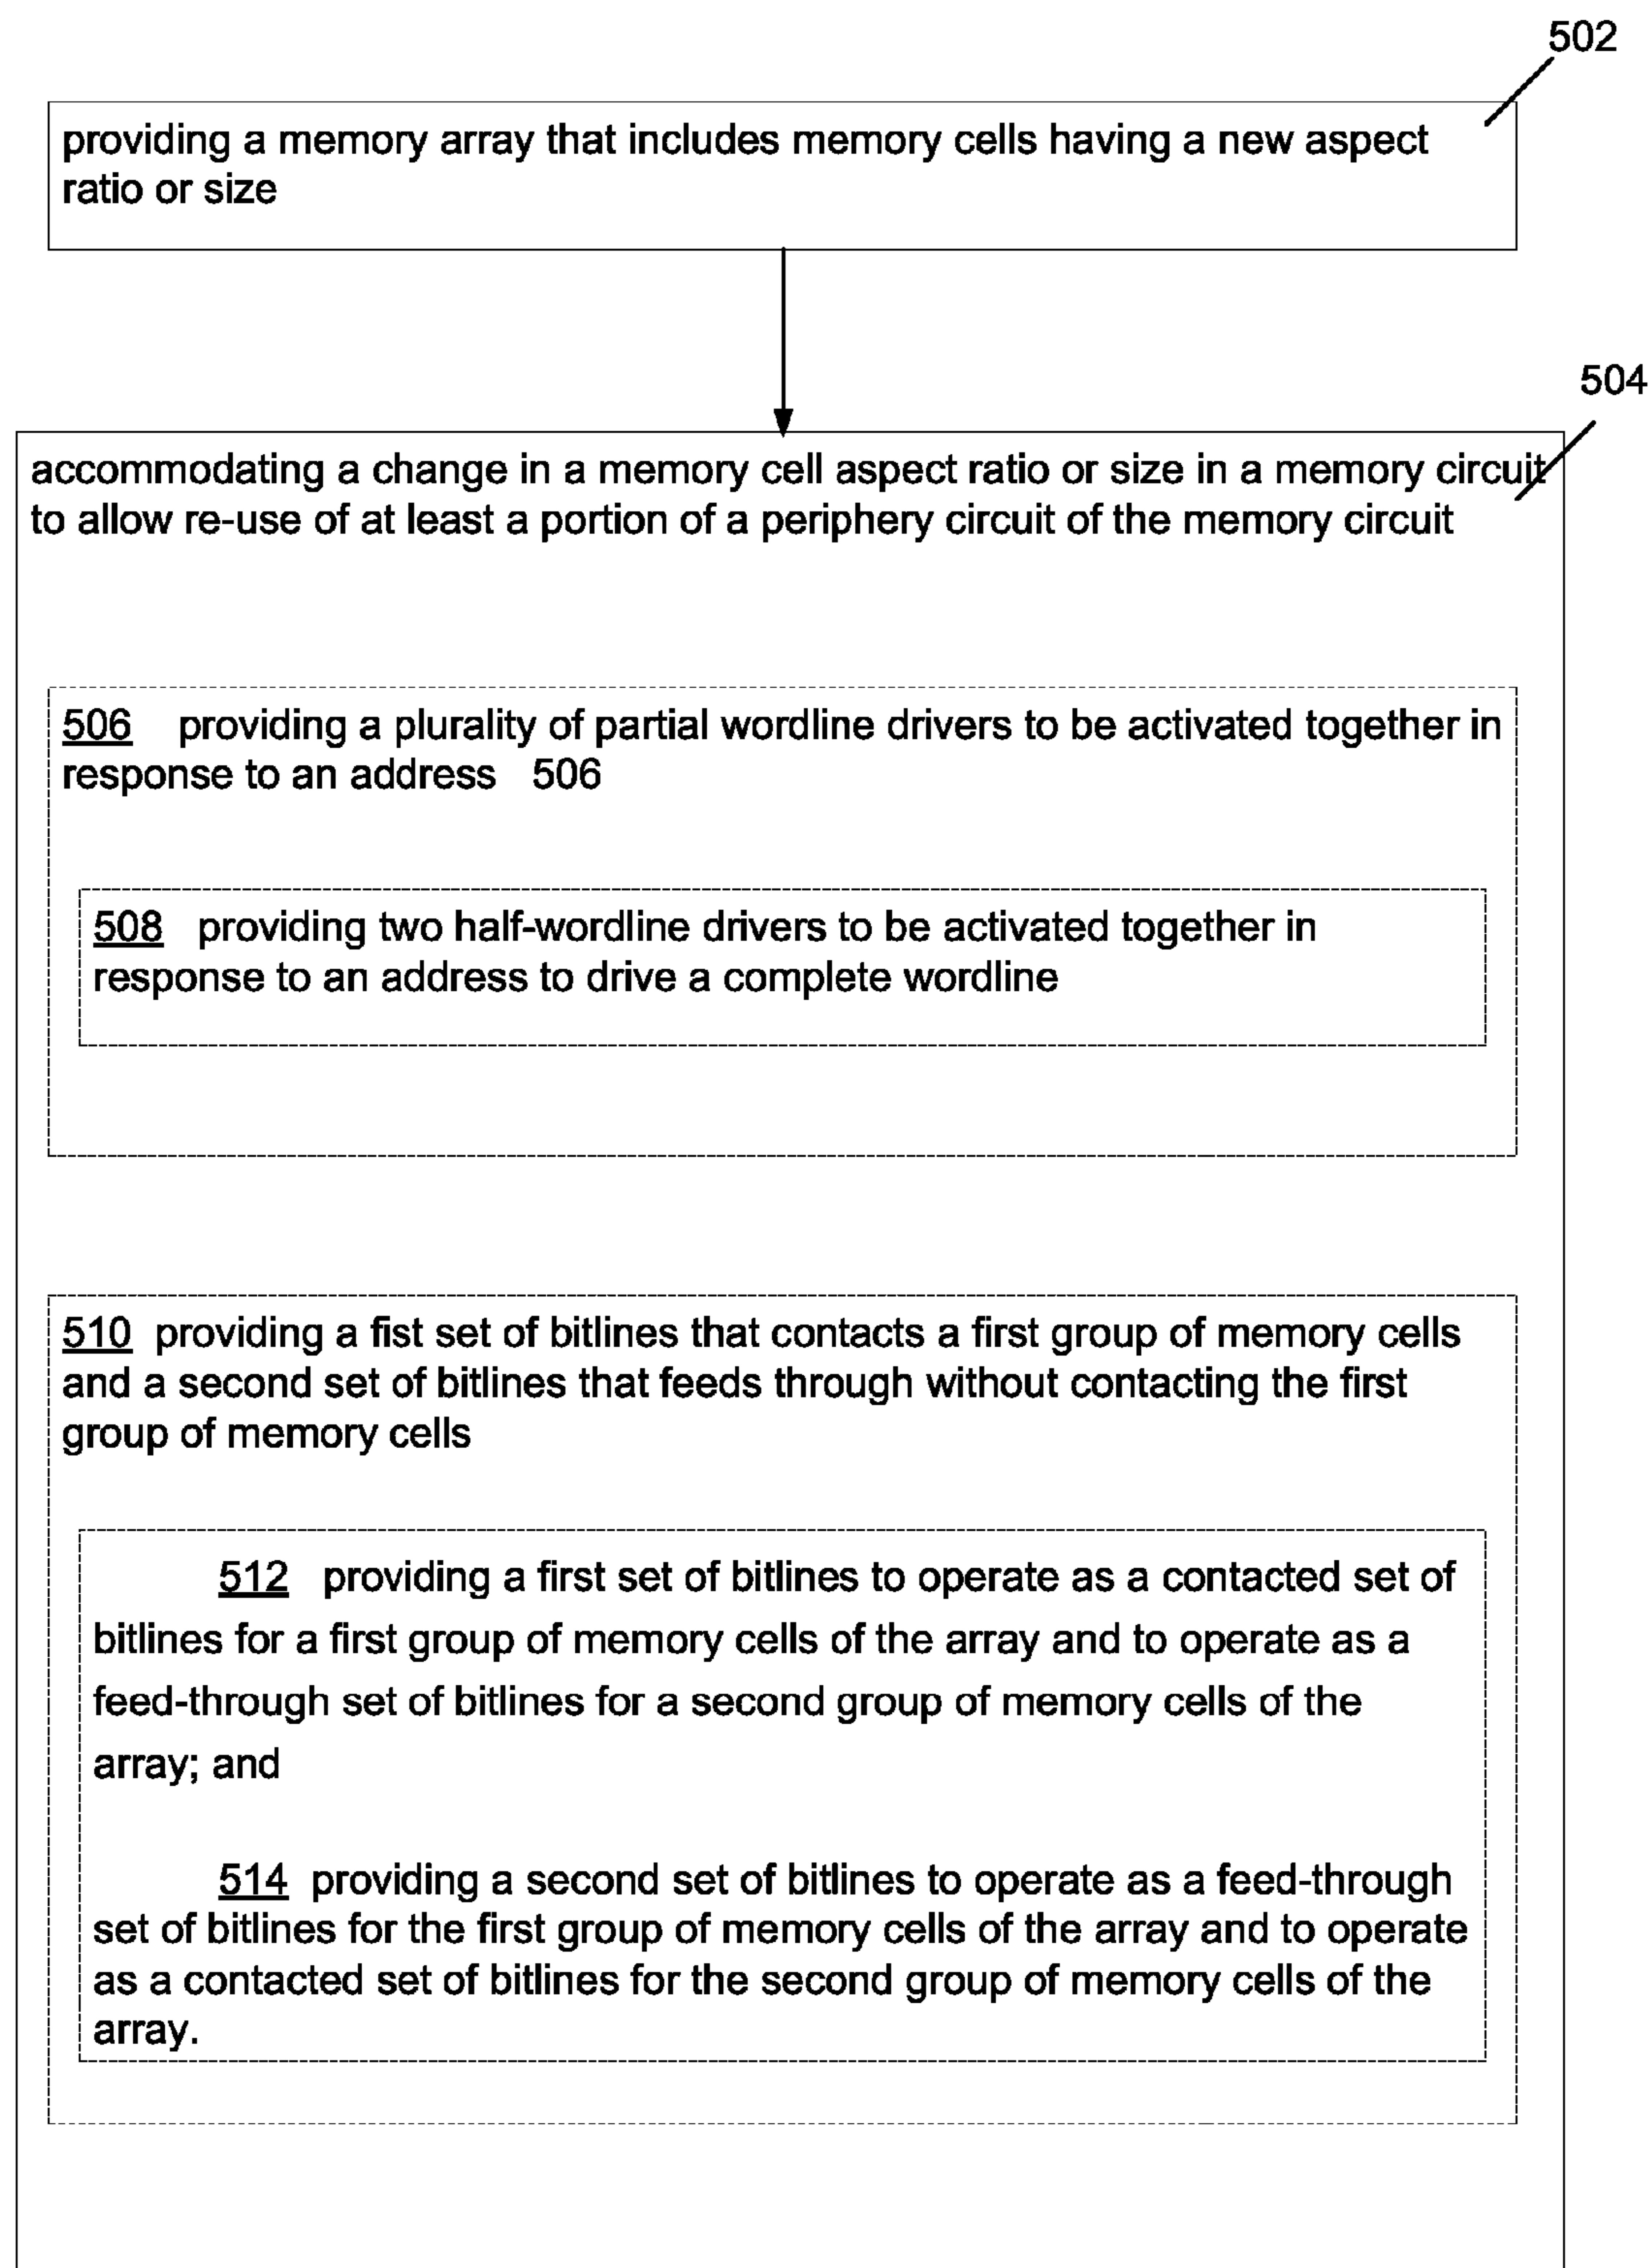 502
providing a memory array that includes memory cells having a new aspect
ratio or size
504
accommodating a change in a memory cell aspect ratio or size in a memory circuit
to allow re-use of at least a portion of a periphery circuit of the memory circuit
506 providing a plurality of partial wordline drivers to be activated together in
response to an address 506
508 providing two half-wordline drivers to be activated together in
response to an address to drive a complete wordline
510 providing a fist set of bitlines that contacts a first group of memory cells
and a second set of bitlines that feeds through without contacting the first
group of memory cells
512 providing a first set of bitlines to operate as a contacted set of
bitlines for a first group of memory cells of the array and to operate as a
feed-through set of bitlines for a second group of memory cells of the
array; and
514 providing a second set of bitlines to operate as a feed-through
set of bitlines for the first group of memory cells of the array and to operate
as a contacted set of bitlines for the second group of memory cells of the
array.